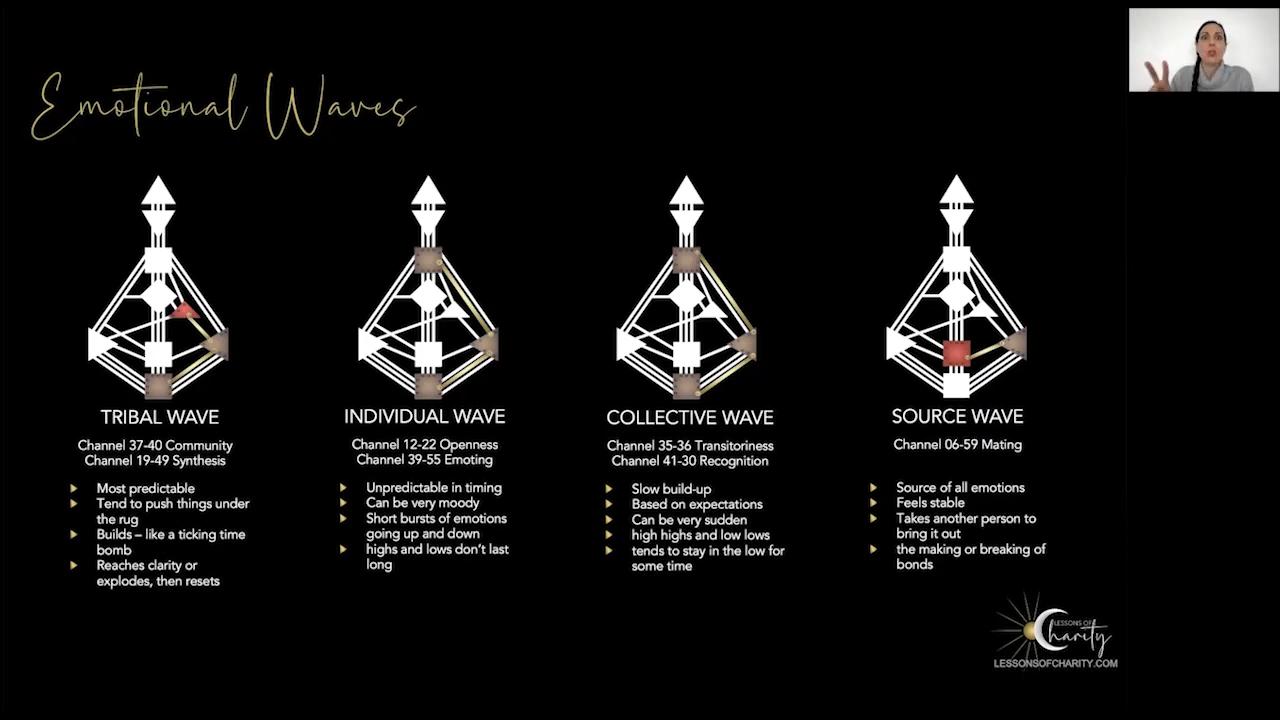 Emotional Waves
TRIBAL WAVE
Channel 37-40 Community
Channel 19-49 Synthesis
Most predictable
Tend to push things under
the rug
Builds – like a ticking time
bomb
Reaches clarity or
explodes, then resets
INDIVIDUAL WAVE
Channel 12-22 Openness
Channel 39-55 Emoting
Unpredictable in timing
Can be very moody
Short bursts of emotions
going up and down
highs and lows don't last
long
COLLECTIVE WAVE
Channel 35-36 Transitoriness
Channel 41-30 Recognition
Slow build-up
Based on expectations
Can be very sudden
high highs and low lows
tends to stay in the low for
some time
SOURCE WAVE
Channel 06-59 Mating
Source of all emotions
Feels stable
Takes another person to
bring it out
the making or breaking of
bonds
LESSONS OF
Charity
LESSONSOFCHARITY.COM